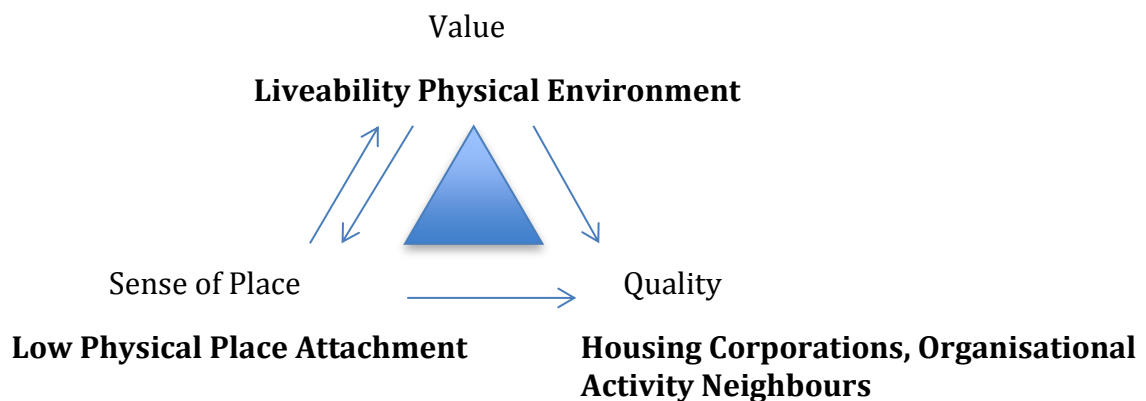 Value
Liveability Physical Environment
Sense of Place
Quality
Low Physical Place Attachment
Housing Corporations, Organisational
Activity Neighbours